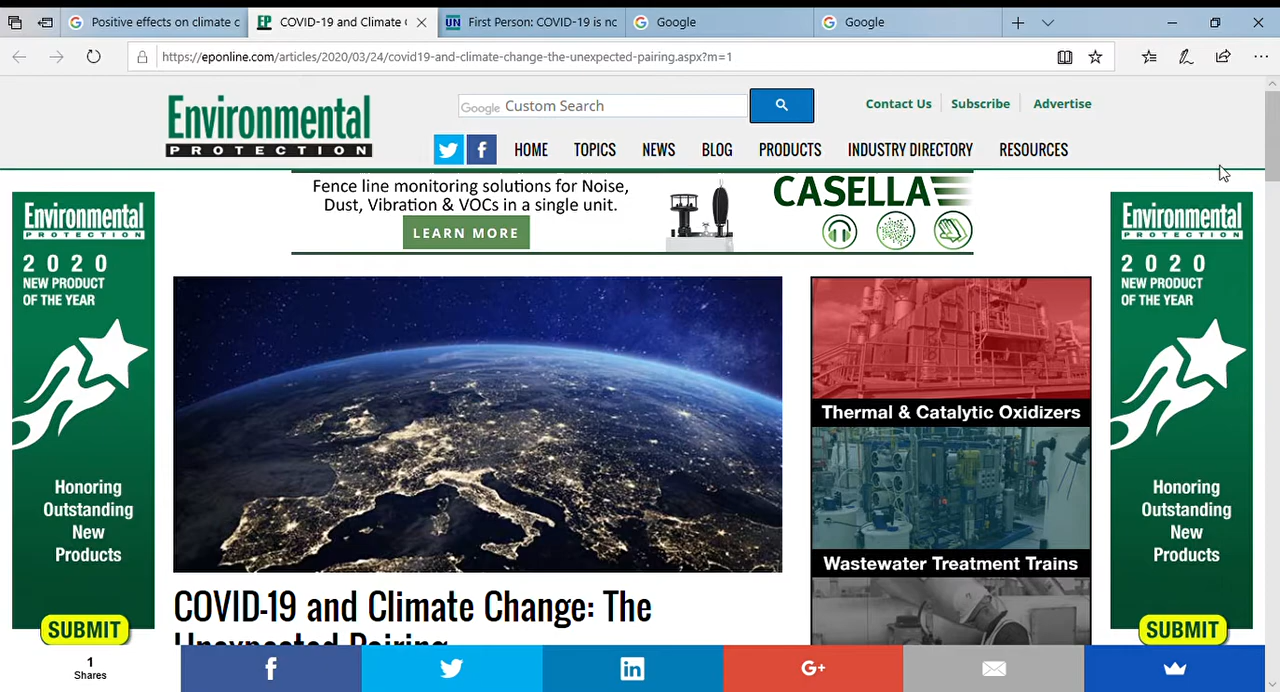 Positive effects on climate c
COVID-19 and Climate C
UN First Person: COVID-19 is nc
Google
Google
https://eponline.com/articles/2020/03/24/covid19-and-climate-change-the-unexpected-pairing.aspx?m=1
Environmental
PROTECTION
Google Custom Search
Contact Us Subscribe Advertise
f HOME TOPICS NEWS BLOG PRODUCTS INDUSTRY DIRECTORY RESOURCES
Fence line monitoring solutions for Noise,
Dust, Vibration & VOCs in a single unit.
LEARN MORE
CASELLA
Environmental
PROTECTION
2020
NEW PRODUCT
OF THE YEAR
Honoring
Outstanding
New
Products
SUBMIT
Thermal & Catalytic Oxidizers
Wastewater Treatment Trains
Environmental
PROTECTION
2020
NEW PRODUCT
OF THE YEAR
Honoring
Outstanding
New
Products
SUBMIT
COVID-19 and Climate Change: The
Unexpected Pairing
1
Shares
f in G+